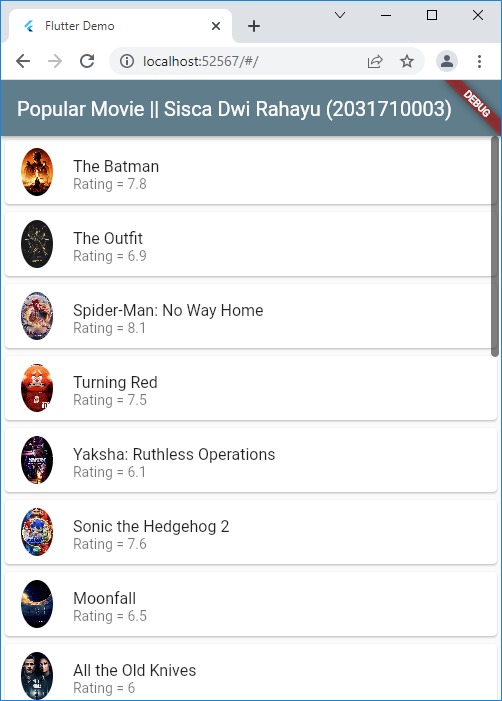 Flutter Demo
localhost:52567/#/
Popular Movie || Sisca Dwi Rahayu (2031710003)
DEBUG
The Batman
Rating = 7.8
The Outfit
Rating = 6.9
Spider-Man: No Way Home
Rating = 8.1
Turning Red
Rating = 7.5
Yaksha: Ruthless Operations
Rating = 6.1
Sonic the Hedgehog 2
Rating = 7.6
Moonfall
Rating = 6.5
All the Old Knives
Rating = 6